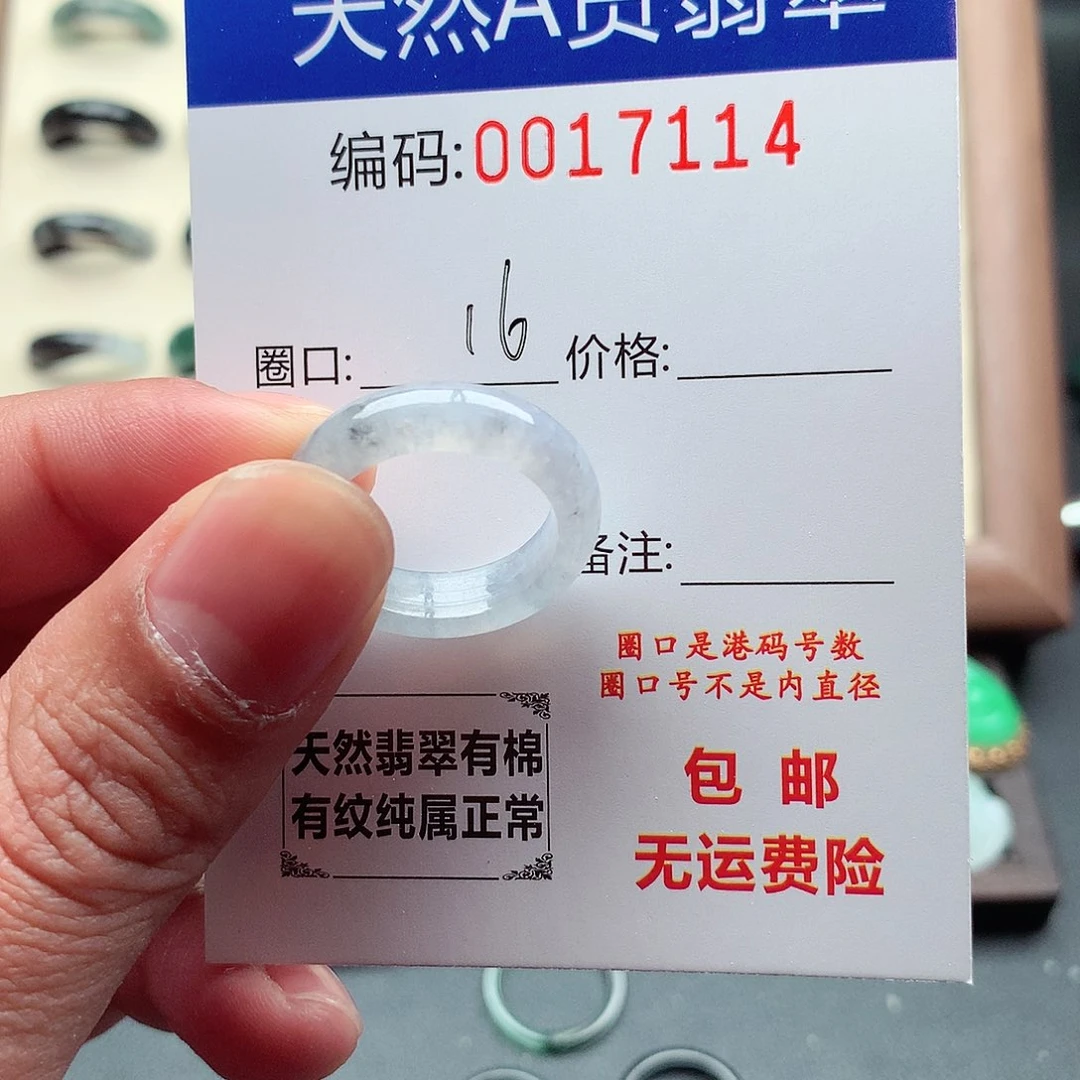 天然A货翡翠
编码:0017114
圈口: 16 价格:
备注:
圈口是港码号数
圈口号不是内直径
天然翡翠有棉
有纹纯属正常
包 邮
无运费险